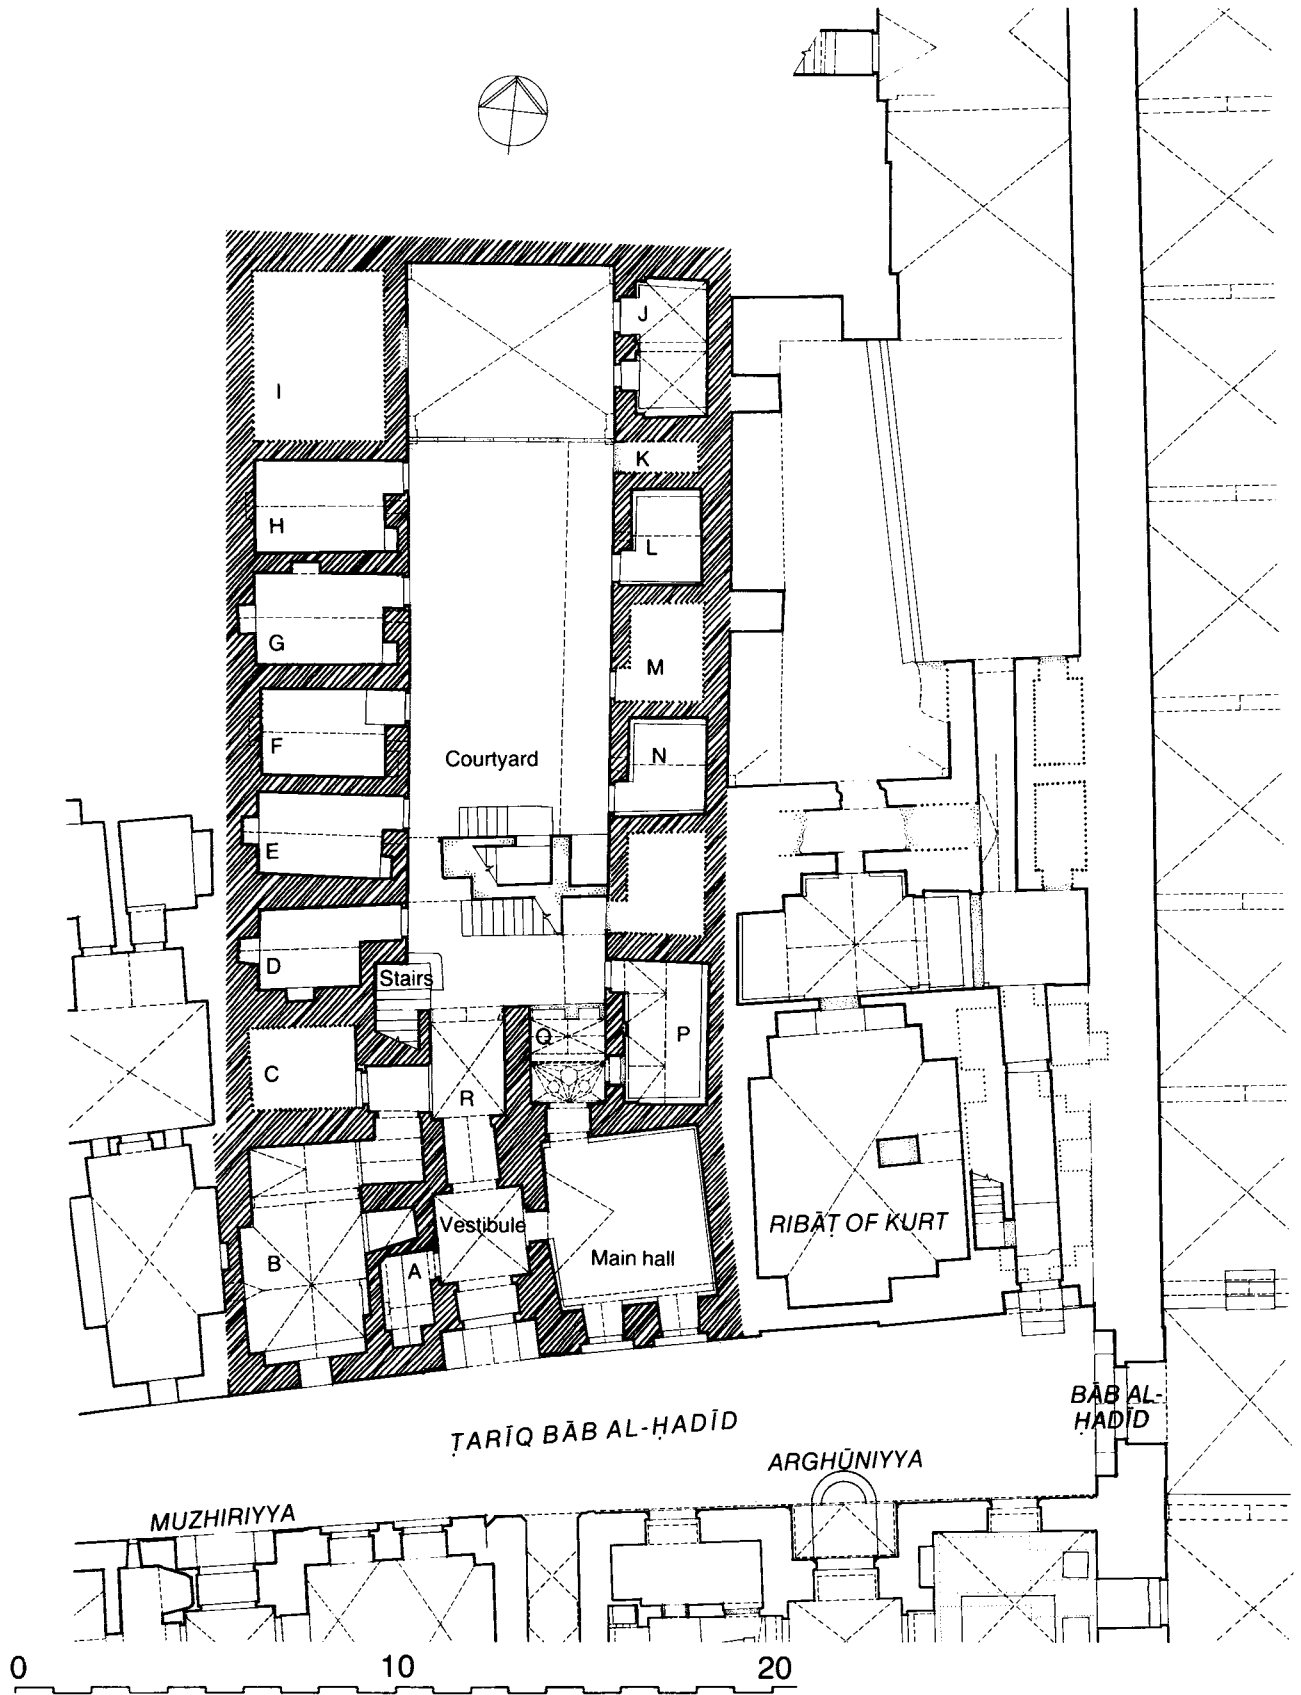 J
I
K
H
L
G
M
F
N
Courtyard
E
D
Stairs
Q
P
C
R
RIBĀṬ OF KURT
Vestibule
B
A
Main hall
BĀB AL-
ḤADĪD
ṬARĪQ BĀB AL-ḤADĪD
ARGHŪNIYYA
MUZHIRIYYA
0 10 20